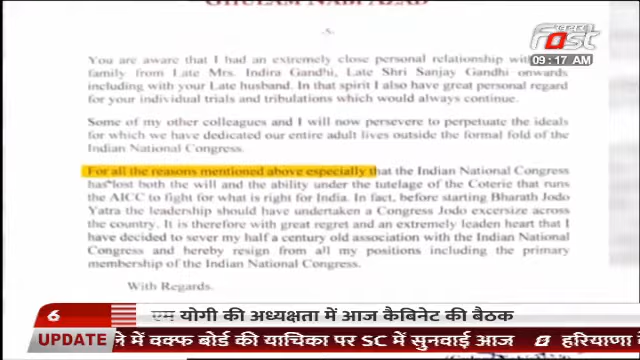 GHULAM NABI AZAD
-5-
खबर
Fast
09:17 AM
You are aware that I had an extremely close personal relationship with
family from Late Mrs. Indira Gandhi, Late Shri Sanjay Gandhi onwards
including with your Late husband. In that spirit I also have great personal regard
for your individual trials and tribulations which would always continue.
Some of my other colleagues and I will now persevere to perpetuate the ideals
for which we have dedicated our entire adult lives outside the formal fold of the
Indian National Congress.
For all the reasons mentioned above especially that the Indian National Congress
has lost both the will and the ability under the tutelage of the Coterie that runs
the AICC to fight for what is right for India. In fact, before starting Bharath Jodo
Yatra the leadership should have undertaken a Congress Jodo excersize across
the country. It is therefore with great regret and an extremely leaden heart that I
have decided to sever my half a century old association with the Indian National
Congress and hereby resign from all my positions including the primary
membership of the Indian National Congress.
With Regards.
6
एम योगी की अध्यक्षता में आज कैबिनेट की बैठक
UPDATE
में वक्फ बोर्ड की याचिका पर SC में सुनवाई आज
हरियाणा